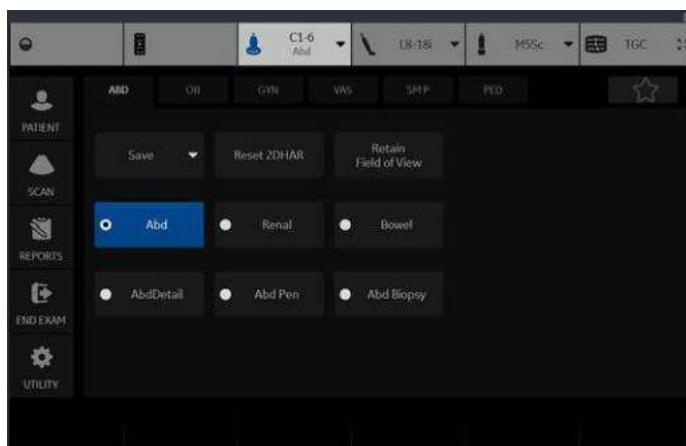 C1-6
Abd
L8-18i
M5Sc
TGC
ABD
OB
GYN
VAS
SMP
PED
PATIENT
Save
Reset 2DHAR
Retain
Field of View
SCAN
Abd
Renal
Bowel
REPORTS
AbdDetail
Abd Pen
Abd Biopsy
END EXAM
UTILITY